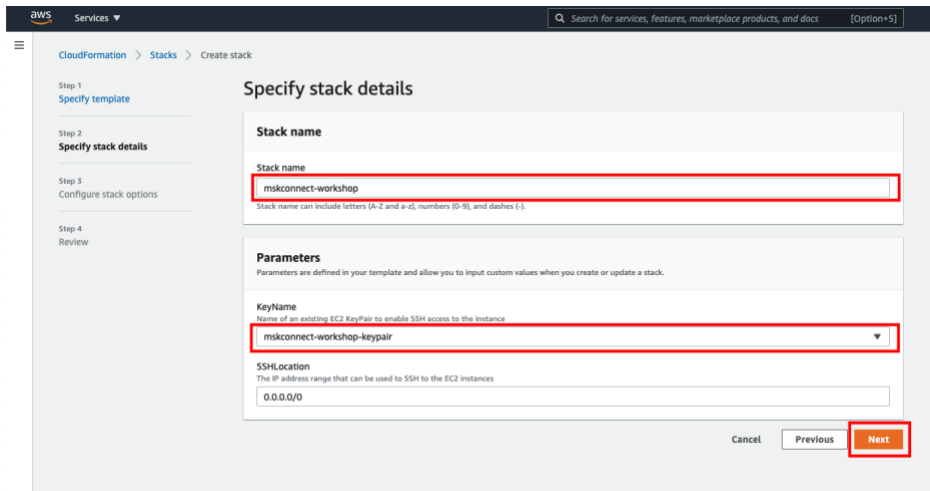 aws Services ▼ Search for services, features, marketplace products, and docs [Option+S]
CloudFormation > Stacks > Create stack
Step 1
Specify template
Step 2
Specify stack details
Step 3
Configure stack options
Step 4
Review
Specify stack details
Stack name
Stack name
mskconnect-workshop
Stack name can include letters (A-Z and a-z), numbers (0-9), and dashes (-).
Parameters
Parameters are defined in your template and allow you to input custom values when you create or update a stack.
KeyName
Name of an existing EC2 KeyPair to enable SSH access to the instance
mskconnect-workshop-keypair
SSHLocation
The IP address range that can be used to SSH to the EC2 instances
0.0.0.0/0
Cancel Previous Next